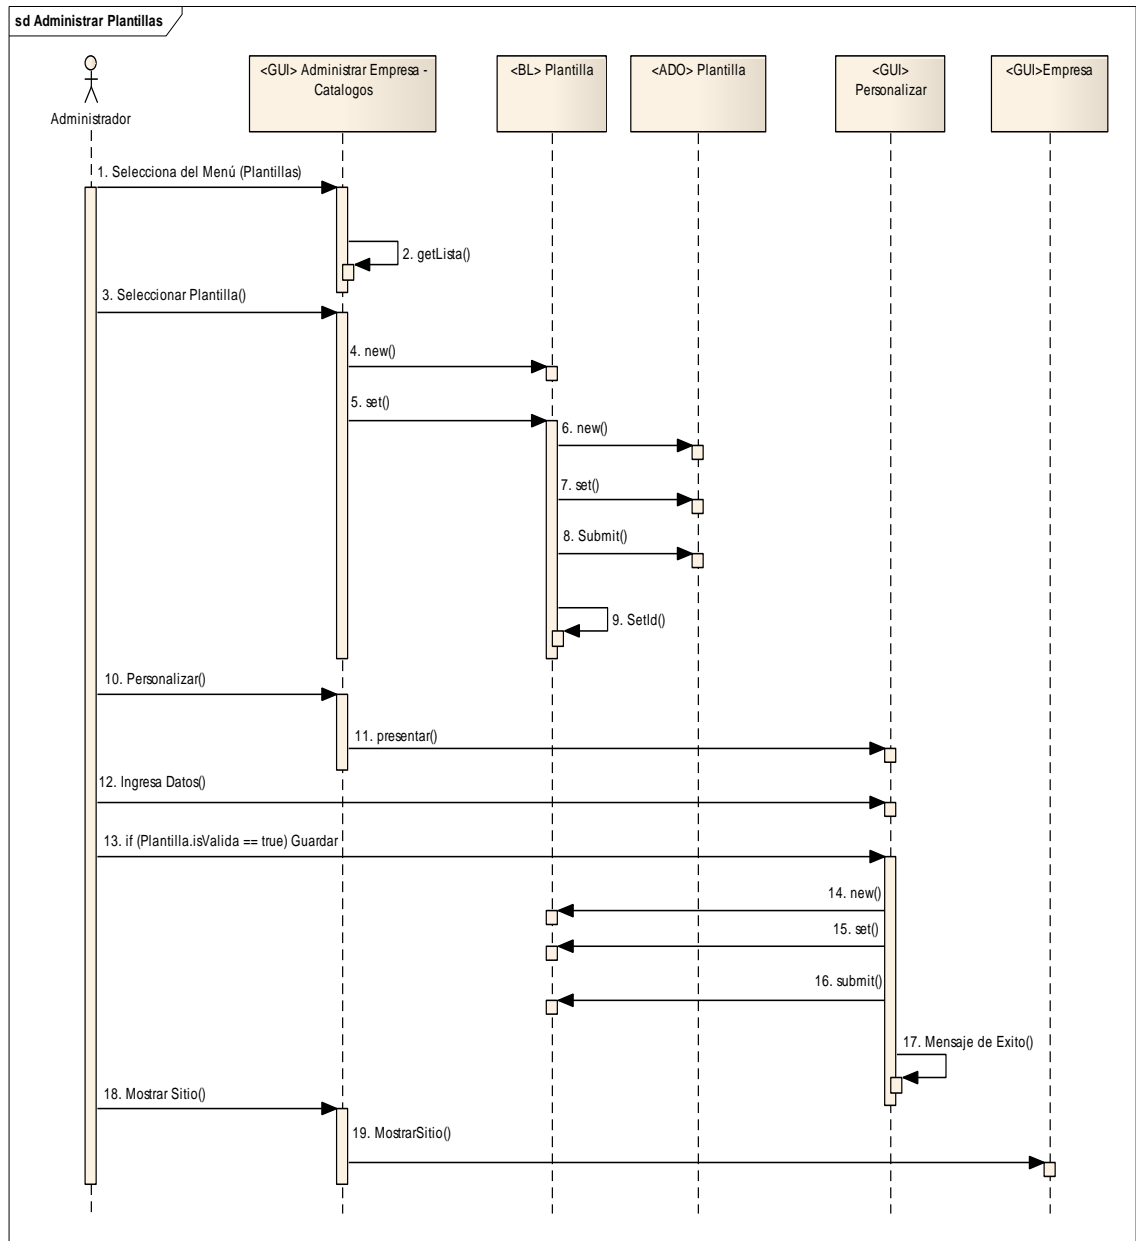 sd Administrar Plantillas
Administrador
<GUI> Administrar Empresa -
Catalogos
<BL> Plantilla
<ADO> Plantilla
<GUI>
Personalizar
<GUI>Empresa
1. Selecciona del Menú (Plantillas)
2. getLista()
3. Seleccionar Plantilla()
4. new()
5. set()
6. new()
7. set()
8. Submit()
9. SetId()
10. Personalizar()
11. presentar()
12. Ingresa Datos()
13. if (Plantilla.isValida == true) Guardar
14. new()
15. set()
16. submit()
17. Mensaje de Exito()
18. Mostrar Sitio()
19. MostrarSitio()